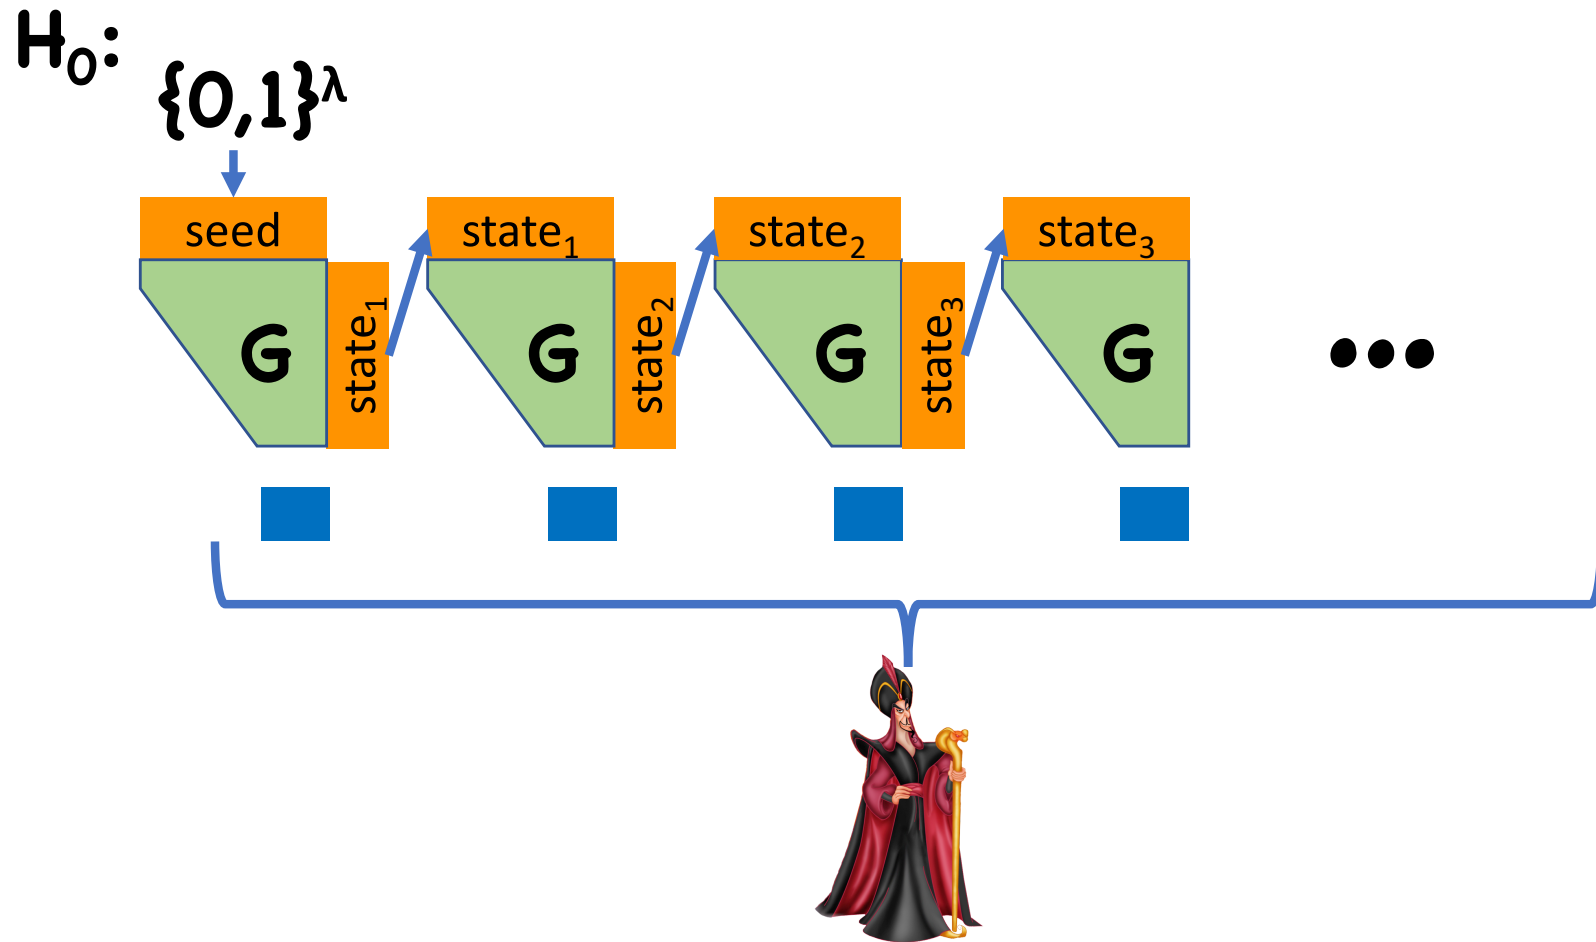 H₀:
{0,1}^λ
seed state₁ state₂ state₃
G state₁ G state₂ G state₃ G •••